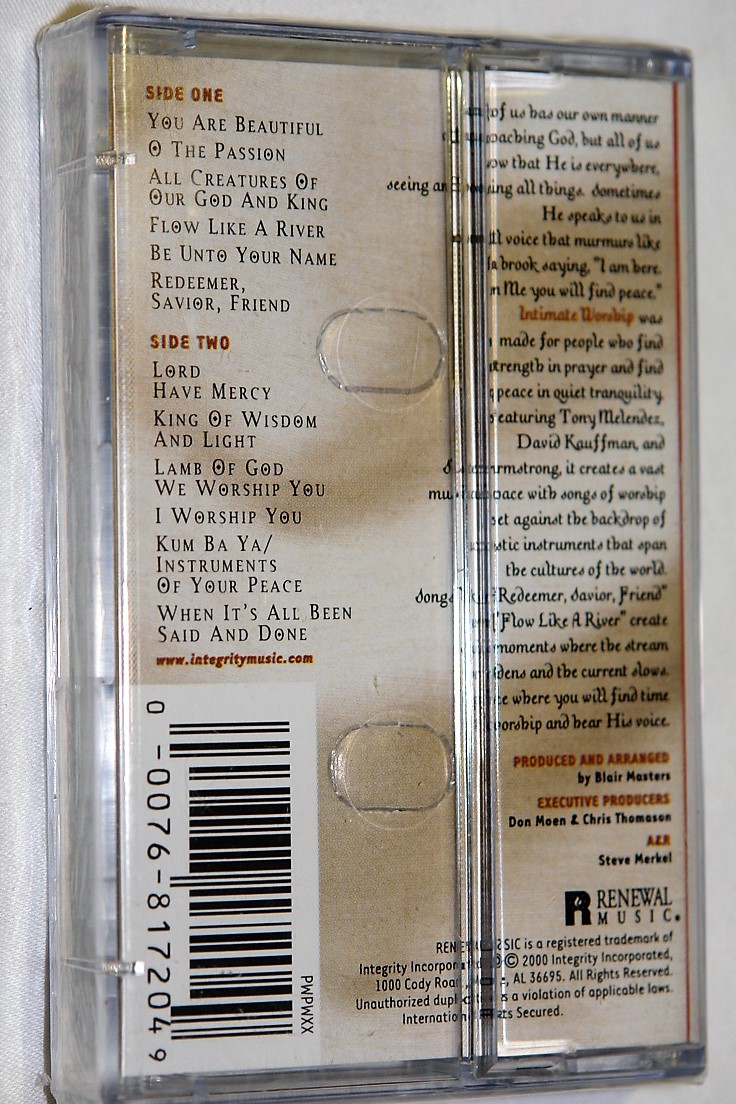 SIDE ONE
YOU ARE BEAUTIFUL
O THE PASSION
ALL CREATURES OF
OUR GOD AND KING
FLOW LIKE A RIVER
BE UNTO YOUR NAME
REDEEMER,
SAVIOR, FRIEND
SIDE TWO
LORD
HAVE MERCY
KING OF WISDOM
AND LIGHT
LAMB OF GOD
WE WORSHIP YOU
I WORSHIP YOU
KUM BA YA/
INSTRUMENTS
OF YOUR PEACE
WHEN IT'S ALL BEEN
SAID AND DONE
www.integritymusic.com
0 -0076-8172049
PWPWXX
of us has our own manner
God, but all of us
that He is everywhere,
seeing all things. Sometimes
He speaks to us in
voice that murmurs like
brook saying, "I am here.
Me you will find peace."
Intimate Worship was
made for people who find
in prayer and find
peace in quiet tranquility.
Tony Melendez,
David Kauffman, and
it creates a vast
with songs of worship
set against the backdrop of
instruments that span
the cultures of the world.
"Redeemer, Savior, Friend"
"Flow Like A River" create
moments where the stream
and the current slows.
where you will find time
and hear His voice.
PRODUCED AND ARRANGED
by Blair Masters
EXECUTIVE PRODUCERS
Don Moen & Chris Thomason
A&R
Steve Merkel
RENEWAL
MUSIC.
is a registered trademark of
Integrity © 2000 Integrity Incorporated,
1000 Cody AL 36695. All Rights Reserved.
Unauthorized is a violation of applicable laws.
Secured.